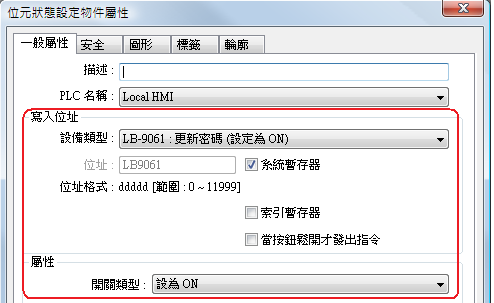 位元狀態設定物件屬性
一般屬性 安全 圖形 標籤 輪廓
描述：
PLC 名稱： Local HMI
寫入位址
設備類型： LB-9061 : 更新密碼 (設定為 ON)
位址： LB9061 系統暫存器
位址格式：ddddd [範圍 : 0 ~ 11999]
索引暫存器
當按鈕鬆開才發出指令
屬性
開關類型： 設為 ON